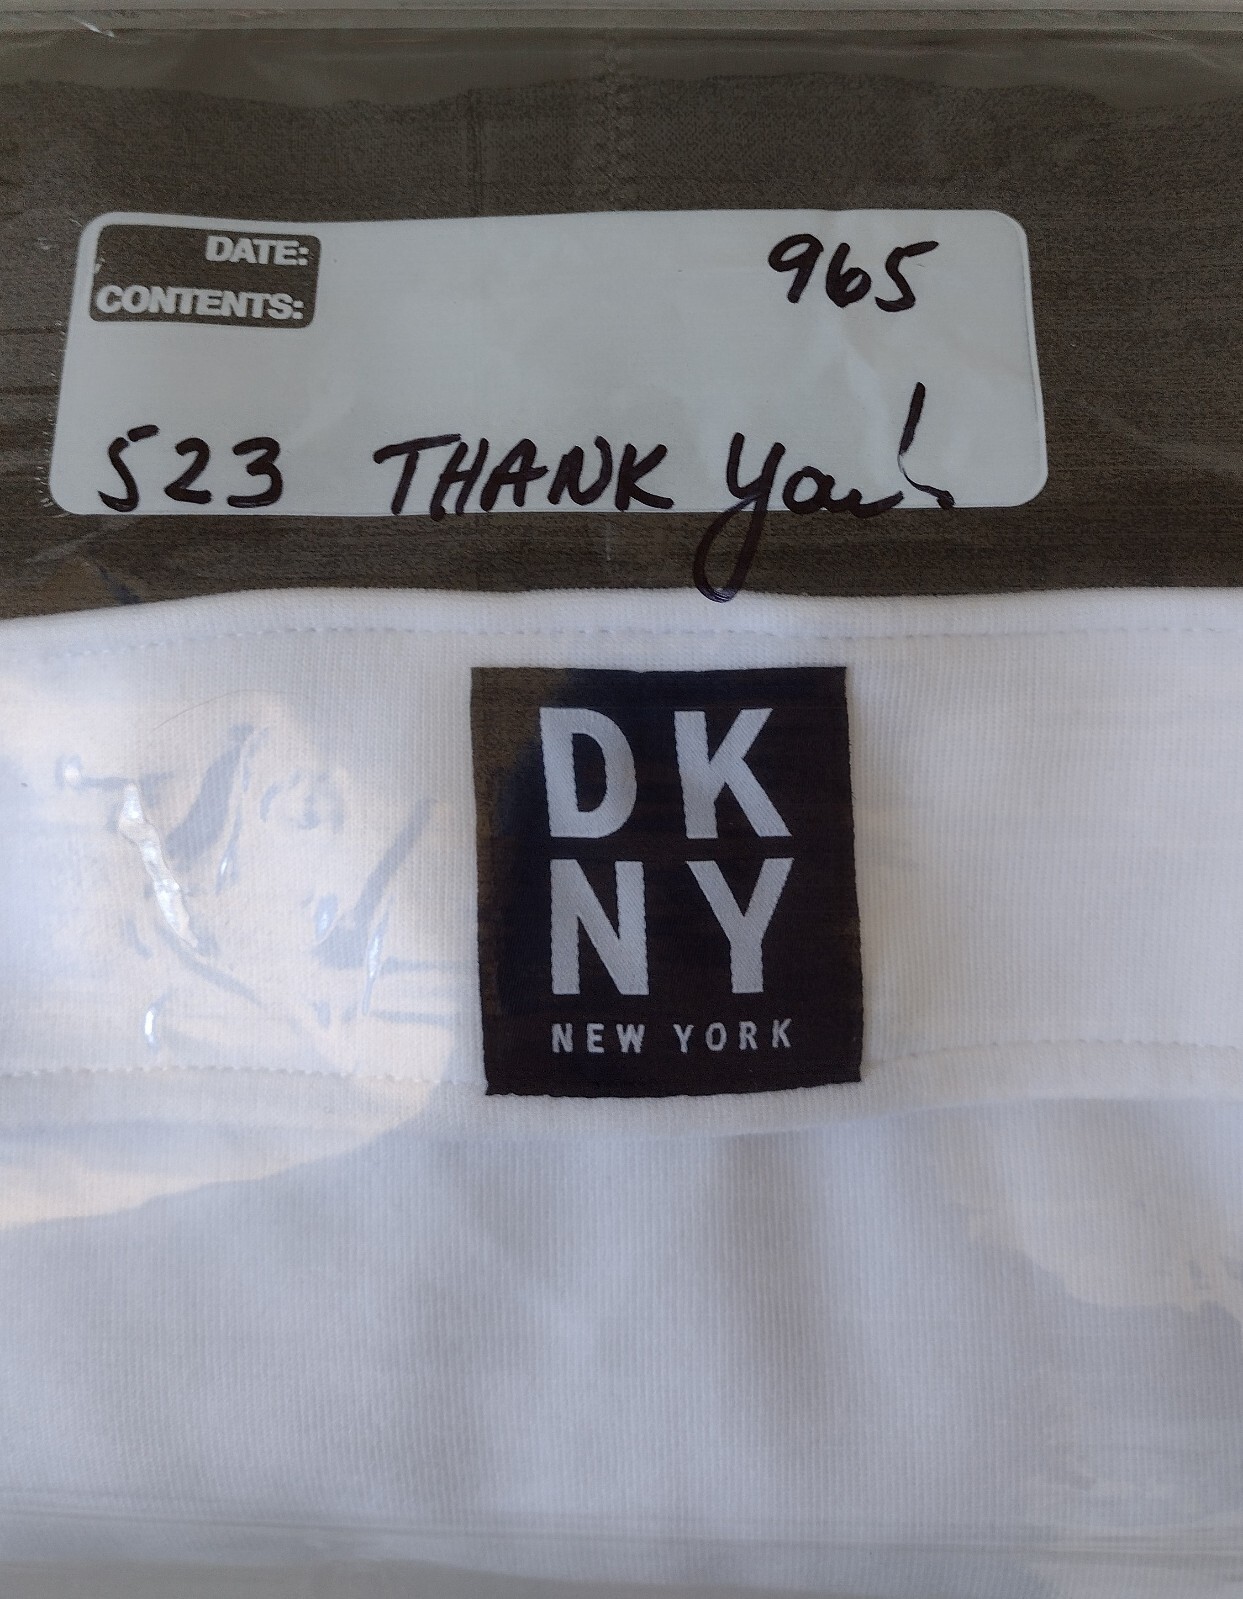 DATE:
965
CONTENTS:
523 THANK You!
DK
NY
NEW YORK